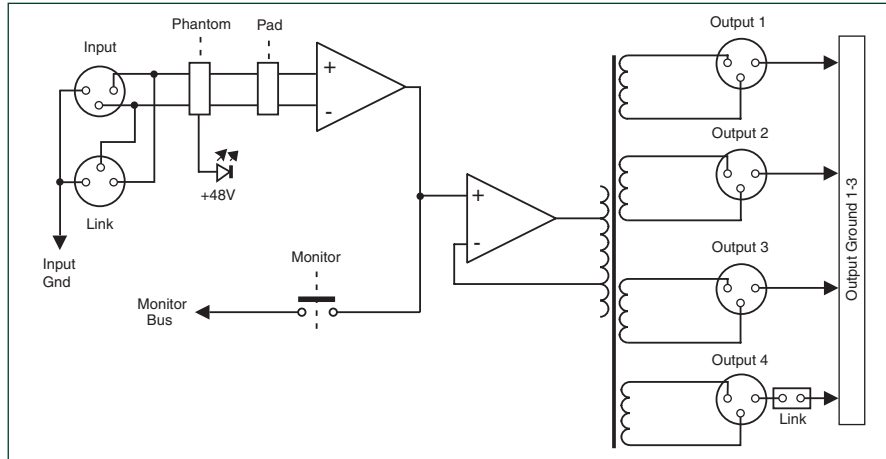 Phantom
Pad
Input
+
-
+48V
Link
Input
Gnd
Monitor
Monitor
Bus
+
-
Output 1
Output 2
Output 3
Output 4
Link
Output Ground 1-3